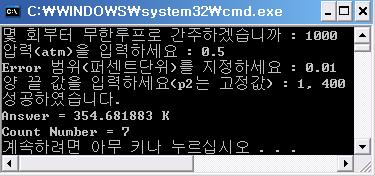 C:\WINDOWS\system32\cmd.exe
몇 회부터 무한루프로 간주하겠습니까 : 1000
압력(atm)을 입력하세요 : 0.5
Error 범위(퍼센트단위)를 지정하세요 : 0.01
양 끝 값을 입력하세요(p2는 고정값) : 1, 400
성공하였습니다.
Answer = 354.681883 K
Count Number = 7
계속하려면 아무 키나 누르십시오 . . .